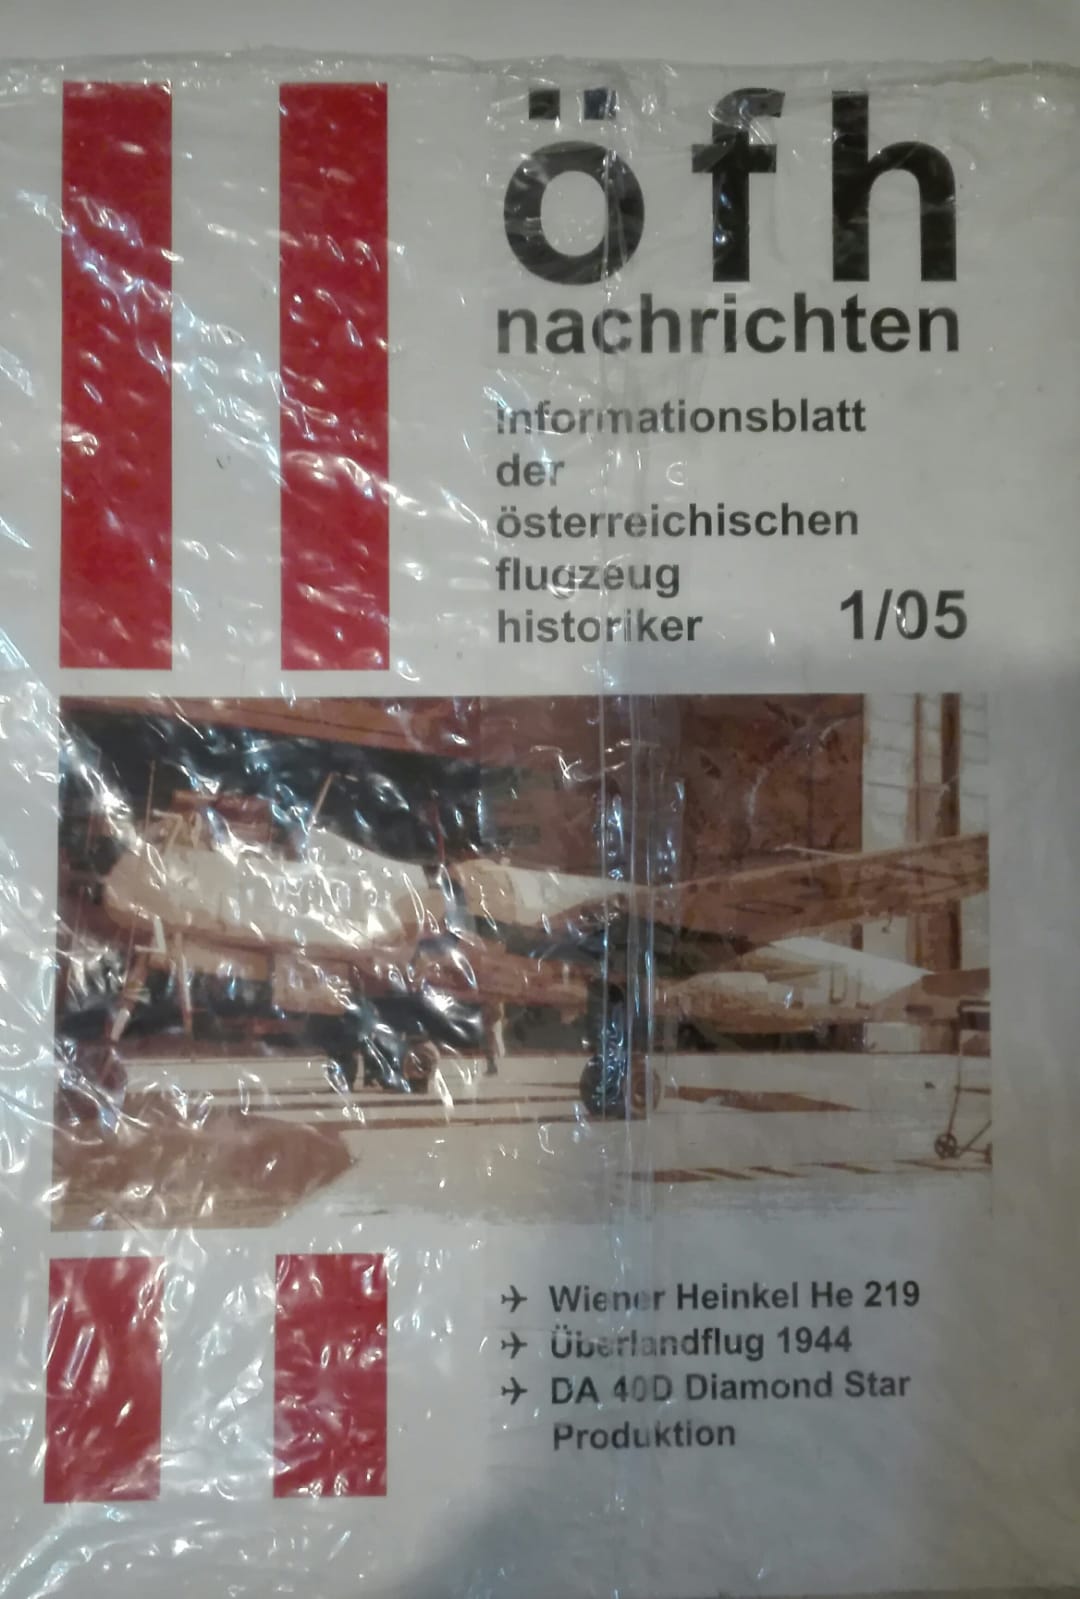 öfh
nachrichten
informationsblatt
der
österreichischen
flugzeug
historiker
1/05
Wiener Heinkel He 219
Überlandflug 1944
DA 40D Diamond Star
Produktion